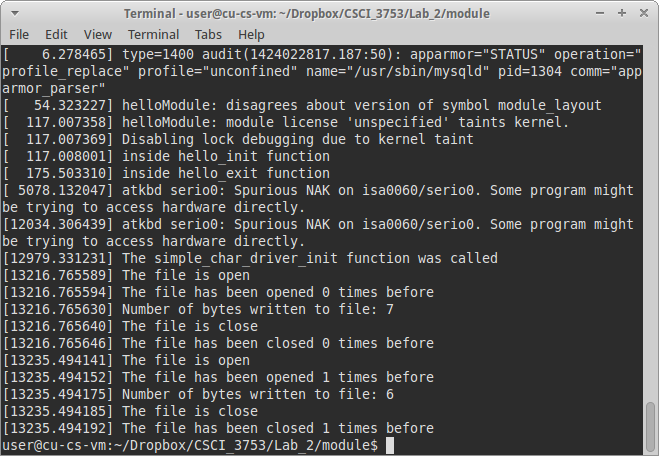 Terminal - user@cu-cs-vm: ~/Dropbox/CSCI_3753/Lab_2/module
File Edit View Terminal Tabs Help
[    6.278465] type=1400 audit(1424022817.187:50): apparmor="STATUS" operation="
profile_replace" profile="unconfined" name="/usr/sbin/mysqld" pid=1304 comm="app
armor_parser"
[   54.323227] helloModule: disagrees about version of symbol module_layout
[  117.007358] helloModule: module license 'unspecified' taints kernel.
[  117.007369] Disabling lock debugging due to kernel taint
[  117.008001] inside hello_init function
[  175.503310] inside hello_exit function
[ 5078.132047] atkbd serio0: Spurious NAK on isa0060/serio0. Some program might
be trying to access hardware directly.
[12034.306439] atkbd serio0: Spurious NAK on isa0060/serio0. Some program might
be trying to access hardware directly.
[12979.331231] The simple_char_driver_init function was called
[13216.765589] The file is open
[13216.765594] The file has been opened 0 times before
[13216.765630] Number of bytes written to file: 7
[13216.765640] The file is close
[13216.765646] The file has been closed 0 times before
[13235.494141] The file is open
[13235.494152] The file has been opened 1 times before
[13235.494175] Number of bytes written to file: 6
[13235.494185] The file is close
[13235.494192] The file has been closed 1 times before
user@cu-cs-vm:~/Dropbox/CSCI_3753/Lab_2/module$